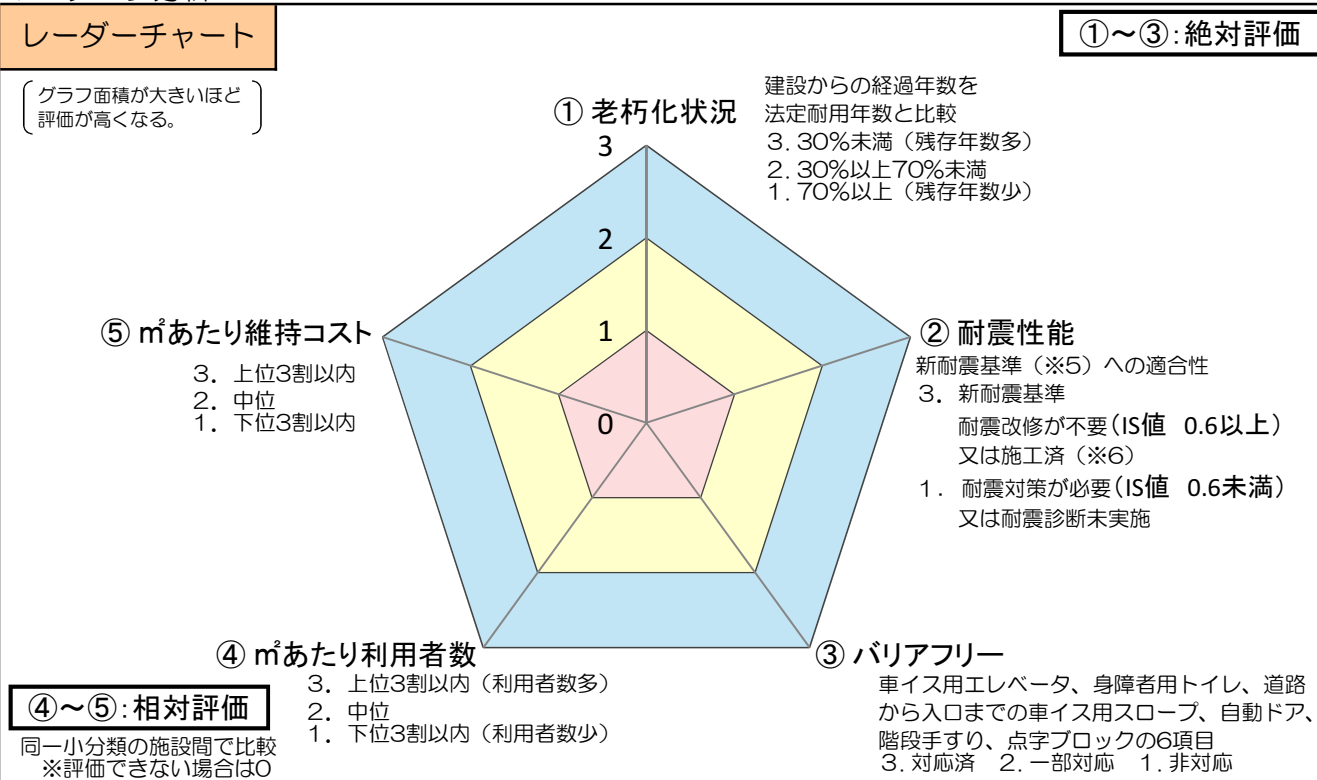 レーダーチャート
①～③:絶対評価
グラフ面積が大きいほど
評価が高くなる。
① 老朽化状況
建設からの経過年数を
法定耐用年数と比較
3. 30%未満（残存年数多）
2. 30%以上70%未満
1. 70%以上（残存年数少）
3
2
1
0
② 耐震性能
新耐震基準（※5）への適合性
3. 新耐震基準
耐震改修が不要(IS値 0.6以上)
又は施工済（※6）
1. 耐震対策が必要(IS値 0.6未満)
又は耐震診断未実施
③ バリアフリー
車イス用エレベータ、身障者用トイレ、道路
から入口までの車イス用スロープ、自動ドア、
階段手すり、点字ブロックの6項目
3. 対応済 2. 一部対応 1. 非対応
④ ㎡あたり利用者数
3. 上位3割以内（利用者数多）
2. 中位
1. 下位3割以内（利用者数少）
⑤ ㎡あたり維持コスト
3. 上位3割以内
2. 中位
1. 下位3割以内
④～⑤:相対評価
同一小分類の施設間で比較
※評価できない場合は0